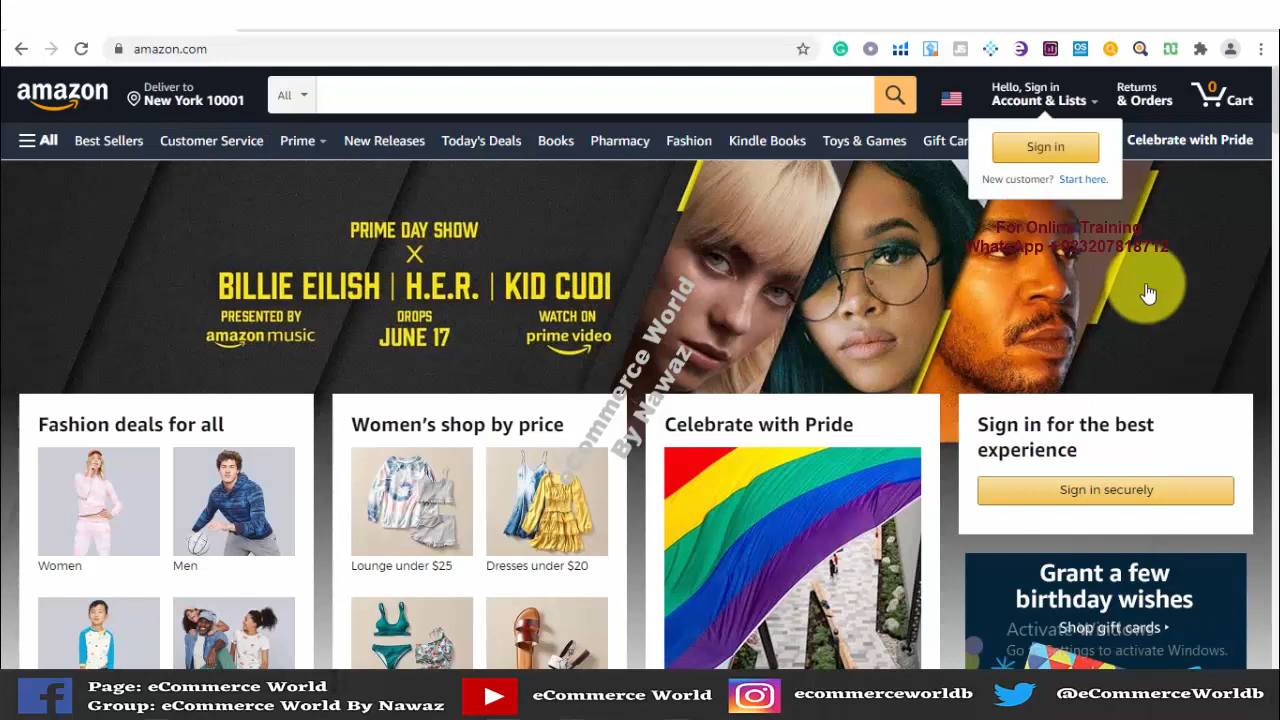 amazon.com
amazon
Deliver to
New York 10001
All
Hello, Sign in
Account & Lists
Returns
& Orders
0
Cart
All
Best Sellers
Customer Service
Prime
New Releases
Today's Deals
Books
Pharmacy
Fashion
Kindle Books
Toys & Games
Gift Car
Celebrate with Pride
Sign in
New customer? Start here.
For Online Training
WhatsApp +923207818712
PRIME DAY SHOW
X
BILLIE EILISH | H.E.R. | KID CUDI
PRESENTED BY
amazon music
DROPS
JUNE 17
WATCH ON
prime video
eCommerce World
By Nawaz
Fashion deals for all
Women
Men
Women's shop by price
Lounge under $25
Dresses under $20
Celebrate with Pride
Sign in for the best
experience
Sign in securely
Grant a few
birthday wishes
Shop gift cards
Activate Windows
Go to Settings to activate Windows.
Page: eCommerce World
Group: eCommerce World By Nawaz
eCommerce World
ecommerceworldb
@eCommerceWorldb